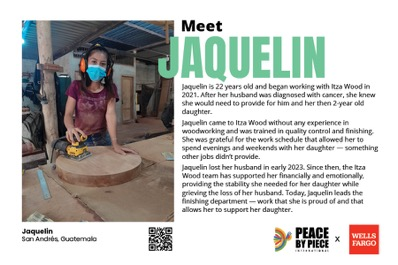 Meet
JAQUELIN
Jaquelin is 22 years old and began working with Itza Wood in
2021. After her husband was diagnosed with cancer, she knew
she would need to provide for him and her then 2-year old
daughter.
Jaquelin came to Itza Wood without any experience in
woodworking and was trained in quality control and finishing.
She was grateful for the work schedule that allowed her to
spend evenings and weekends with her daughter — something
other jobs didn't provide.
Jaquelin lost her husband in early 2023. Since then, the Itza
Wood team has supported her financially and emotionally,
providing the stability she needed for her daughter while
grieving the loss of her husband. Today, Jaquelin leads the
finishing department — work that she is proud of and that
allows her to support her daughter.
Jaquelin
San Andrés, Guatemala
PEACE
BY PIECE
INTERNATIONAL
X
WELLS
FARGO